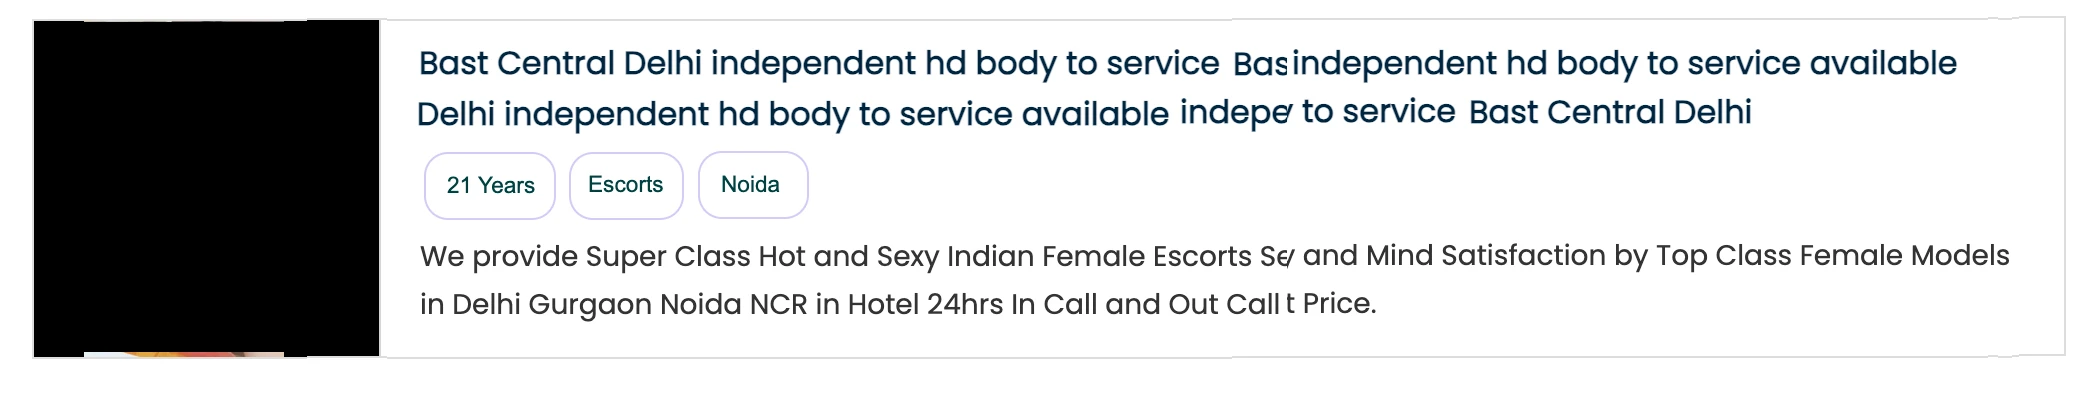 Bast Central Delhi independent hd body to service Bas independent hd body to service available
Delhi independent hd body to service available indepe to service Bast Central Delhi
21 Years Escorts Noida
We provide Super Class Hot and Sexy Indian Female Escorts Se and Mind Satisfaction by Top Class Female Models
in Delhi Gurgaon Noida NCR in Hotel 24hrs In Call and Out Call t Price.